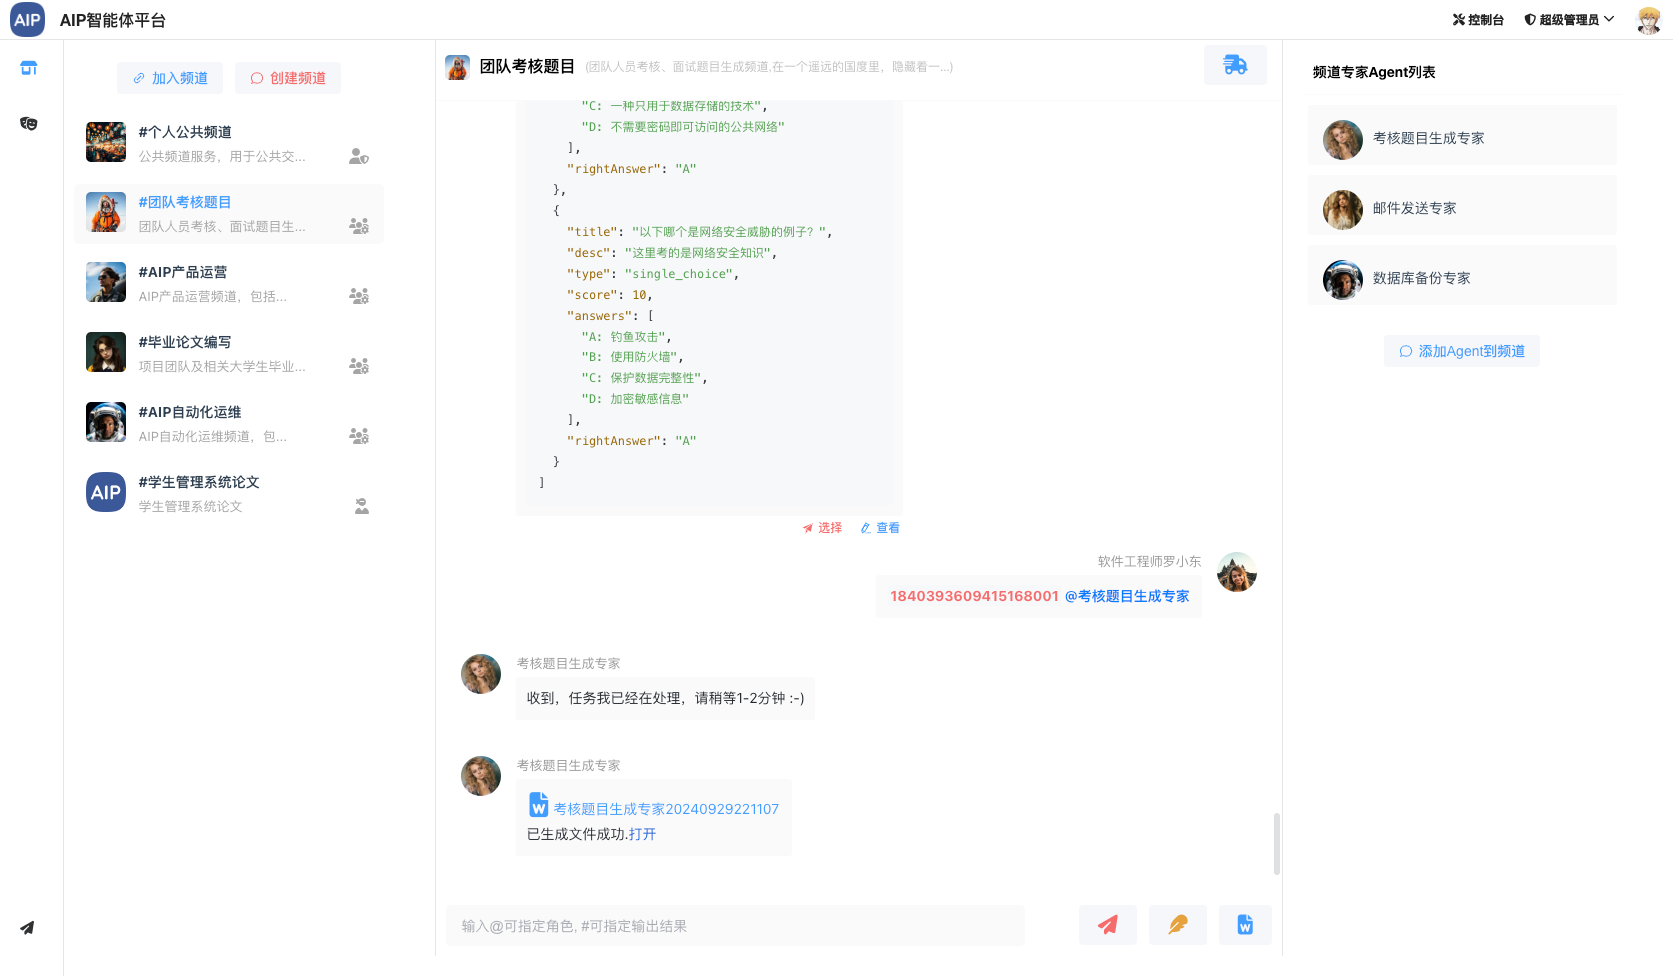 AIP
AIP智能体平台
控制台
超级管理员
加入频道
创建频道
#个人公共频道
公共频道服务，用于公共交...
#团队考核题目
团队人员考核、面试题目生...
#AIP产品运营
AIP产品运营频道，包括...
#毕业论文编写
项目团队及相关大学生毕业...
#AIP自动化运维
AIP自动化运维频道，包...
AIP
#学生管理系统论文
学生管理系统论文
团队考核题目
(团队人员考核、面试题目生成频道,在一个遥远的国度里，隐藏着一...)
"C: 一种只用于数据存储的技术",
"D: 不需要密码即可访问的公共网络"
],
"rightAnswer": "A"
},
{
"title": "以下哪个是网络安全威胁的例子？",
"desc": "这里考的是网络安全知识",
"type": "single_choice",
"score": 10,
"answers": [
"A: 钓鱼攻击",
"B: 使用防火墙",
"C: 保护数据完整性",
"D: 加密敏感信息"
],
"rightAnswer": "A"
}
]
选择
查看
软件工程师罗小东
1840393609415168001 @考核题目生成专家
考核题目生成专家
收到，任务我已经在处理，请稍等1-2分钟 :-)
考核题目生成专家
W 考核题目生成专家20240929221107
已生成文件成功.打开
输入@可指定角色, #可指定输出结果
W
频道专家Agent列表
考核题目生成专家
邮件发送专家
数据库备份专家
添加Agent到频道